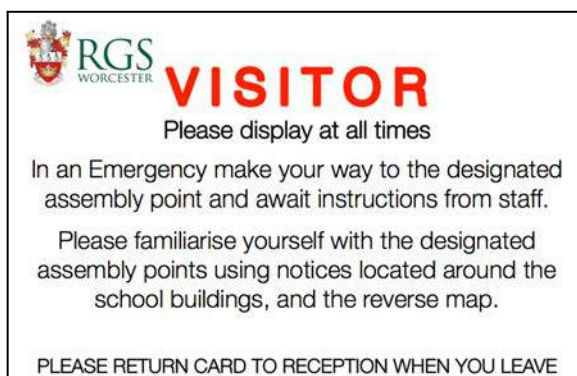 RGS
WORCESTER
VISITOR
Please display at all times
In an Emergency make your way to the designated
assembly point and await instructions from staff.
Please familiarise yourself with the designated
assembly points using notices located around the
school buildings, and the reverse map.
PLEASE RETURN CARD TO RECEPTION WHEN YOU LEAVE